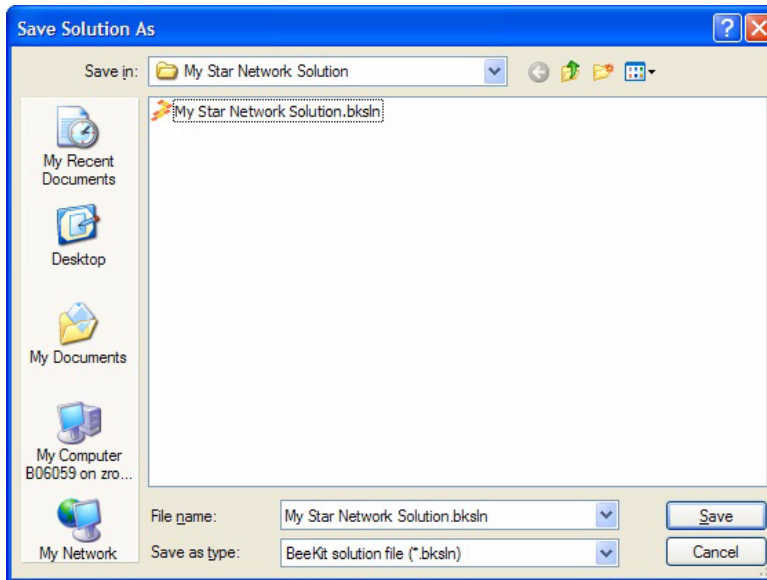 Save Solution As
Save in: My Star Network Solution
My Star Network Solution.bksln
My Recent
Documents
Desktop
My Documents
My Computer
B06059 on zro...
My Network
File name: My Star Network Solution.bksln Save
Save as type: BeeKit solution file (*.bksln) Cancel